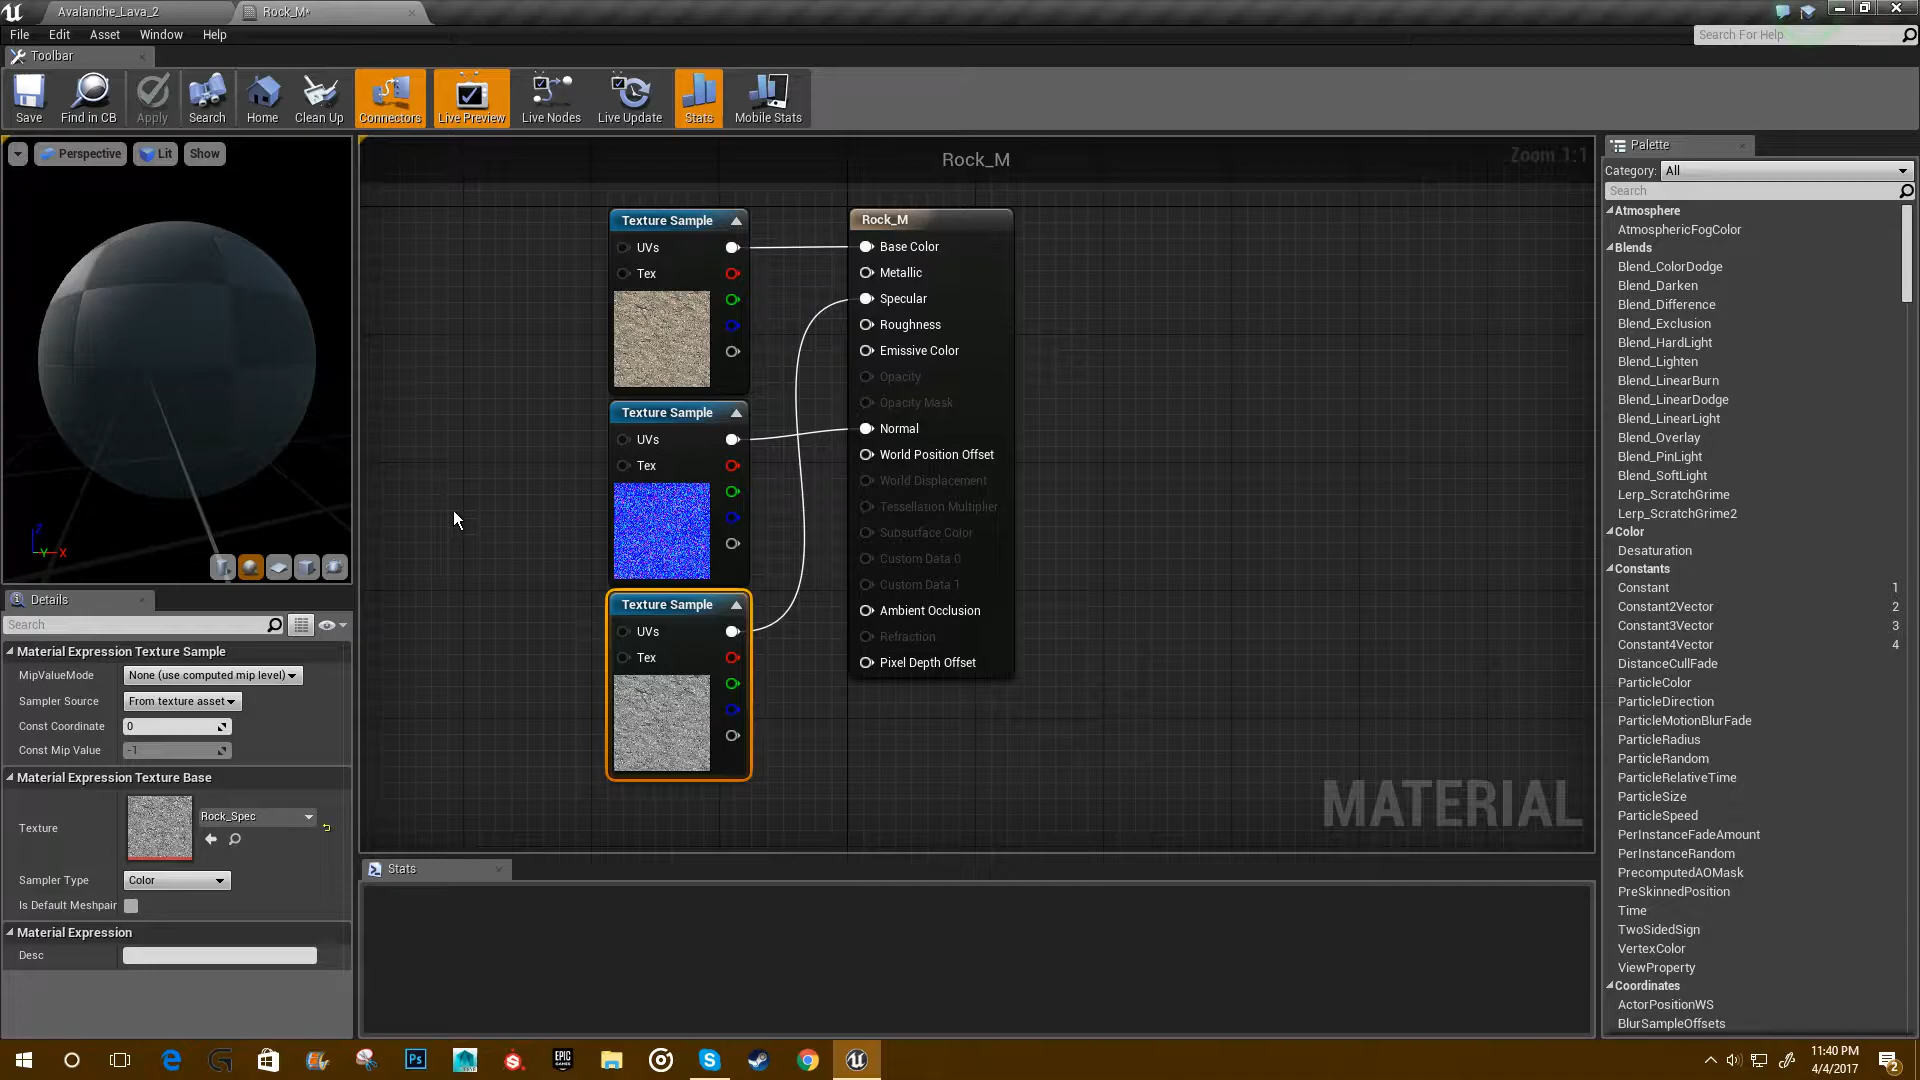 Avalanche_Lava_2
Rock_M*
File Edit Asset Window Help
Search For Help
Toolbar
Save
Find in CB
Apply
Search
Home
Clean Up
Connectors
Live Preview
Live Nodes
Live Update
Stats
Mobile Stats
Perspective
Lit
Show
Rock_M
Zoom 1:1
Texture Sample
UVs
Tex
Texture Sample
UVs
Tex
Texture Sample
UVs
Tex
Rock_M
Base Color
Metallic
Specular
Roughness
Emissive Color
Opacity
Opacity Mask
Normal
World Position Offset
World Displacement
Tessellation Multiplier
Subsurface Color
Custom Data 0
Custom Data 1
Ambient Occlusion
Refraction
Pixel Depth Offset
MATERIAL
Z
Y X
Details
Search
Material Expression Texture Sample
MipValueMode None (use computed mip level)
Sampler Source From texture asset
Const Coordinate 0
Const Mip Value -1
Material Expression Texture Base
Texture Rock_Spec
Sampler Type Color
Is Default Meshpair
Material Expression
Desc
Stats
Palette
Category: All
Search
Atmosphere
AtmosphericFogColor
Blends
Blend_ColorDodge
Blend_Darken
Blend_Difference
Blend_Exclusion
Blend_HardLight
Blend_Lighten
Blend_LinearBurn
Blend_LinearDodge
Blend_LinearLight
Blend_Overlay
Blend_PinLight
Blend_SoftLight
Lerp_ScratchGrime
Lerp_ScratchGrime2
Color
Desaturation
Constants
Constant 1
Constant2Vector 2
Constant3Vector 3
Constant4Vector 4
DistanceCullFade
ParticleColor
ParticleDirection
ParticleMotionBlurFade
ParticleRadius
ParticleRandom
ParticleRelativeTime
ParticleSize
ParticleSpeed
PerInstanceFadeAmount
PerInstanceRandom
PrecomputedAOMask
PreSkinnedPosition
Time
TwoSidedSign
VertexColor
ViewProperty
Coordinates
ActorPositionWS
BlurSampleOffsets
Ps
EPIC
GAMES
11:40 PM
4/4/2017
2